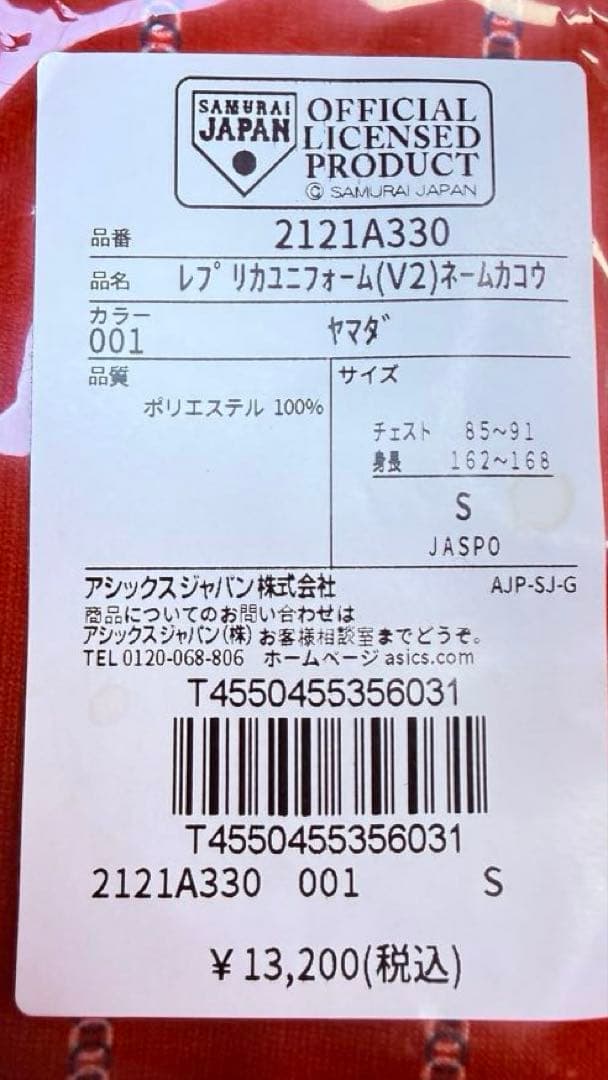 SAMURAI
JAPAN
OFFICIAL
LICENSED
PRODUCT
© SAMURAI JAPAN
品番 2121A330
品名 レプリカユニフォーム(V2)ネームカコウ
カラー
001 ヤマダ
品質
ポリエステル 100%
サイズ
チェスト 85~91
身長 162~168
S
JASPO
アシックスジャパン株式会社 AJP-SJ-G
商品についてのお問い合わせは
アシックスジャパン(株)お客様相談室までどうぞ。
TEL 0120-068-806 ホームページ asics.com
T4550455356031
T4550455356031
2121A330 001 S
¥13,200(税込)